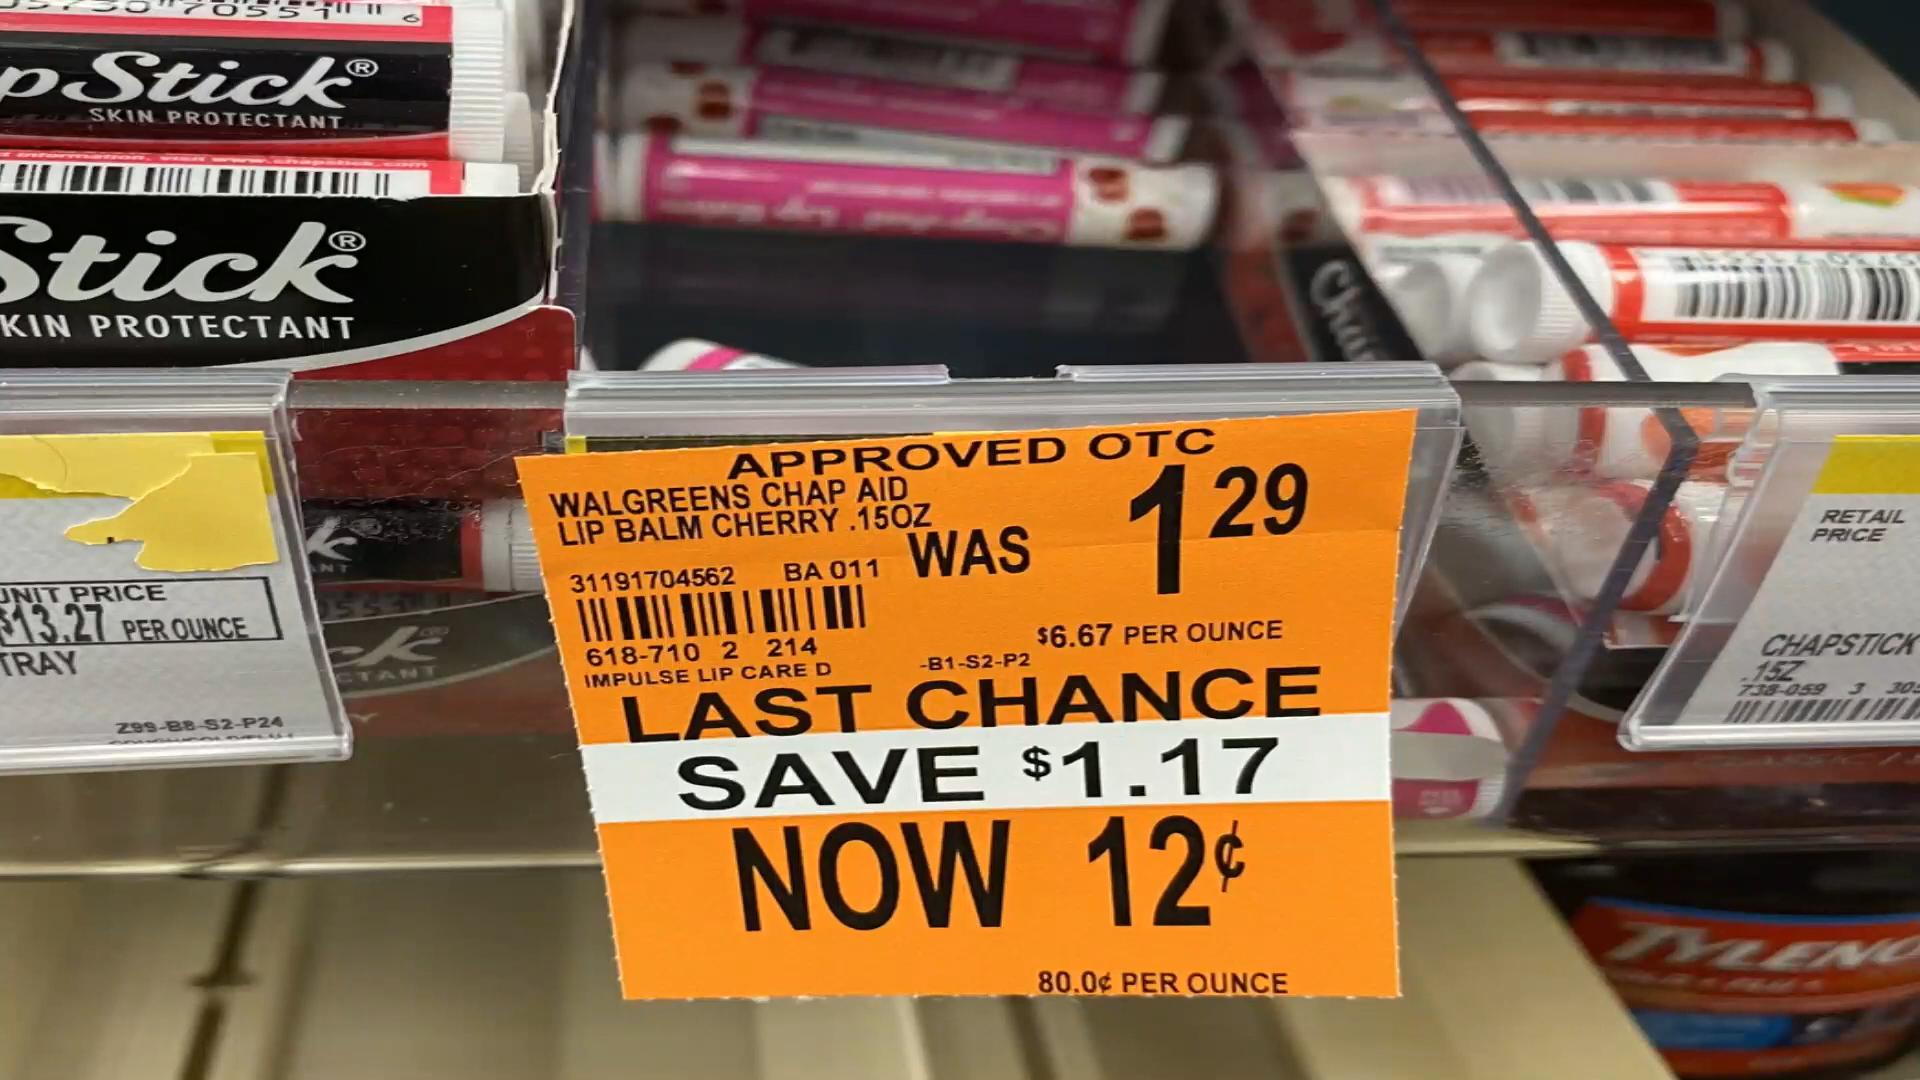 pStick®
SKIN PROTECTANT
Stick®
KIN PROTECTANT
UNIT PRICE
$13.27 PER OUNCE
TRAY
Z99-B8-S2-P24
APPROVED OTC
WALGREENS CHAP AID
LIP BALM CHERRY .15OZ
WAS 1 29
31191704562 BA 011
$6.67 PER OUNCE
618-710 2 214
IMPULSE LIP CARE D -B1-S2-P2
LAST CHANCE
SAVE $1.17
NOW 12¢
80.0¢ PER OUNCE
RETAIL
PRICE
CHAPSTICK
.15Z
738-059 3 305
TYLENO